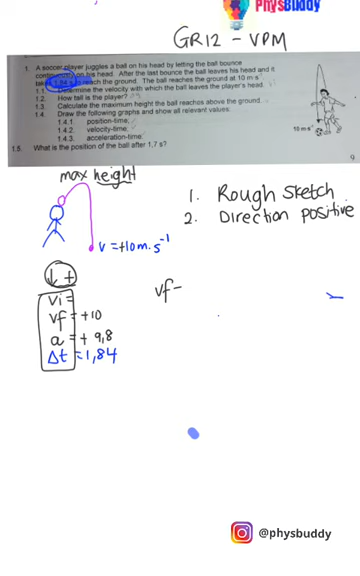 PhysBuddy
GR12 - VPM
1. A soccer player juggles a ball on his head by letting the ball bounce
continuously on his head. After the last bounce the ball leaves his head and it
takes 1,84 s to reach the ground. The ball reaches the ground at 10 m·s⁻¹
1.1. Determine the velocity with which the ball leaves the player's head.
1.2. How tall is the player?
1.3. Calculate the maximum height the ball reaches above the ground.
1.4. Draw the following graphs and show all relevant values:
1.4.1. position-time;
1.4.2. velocity-time;
1.4.3. acceleration-time.
1.5. What is the position of the ball after 1,7 s?
10 m·s⁻¹
9
max height
1. Rough sketch
2. Direction positive
V = +10m.s⁻¹
↓ +
Vi =
Vf = +10
a = + 9,8
Δt = 1,84
Vf -
@physbuddy